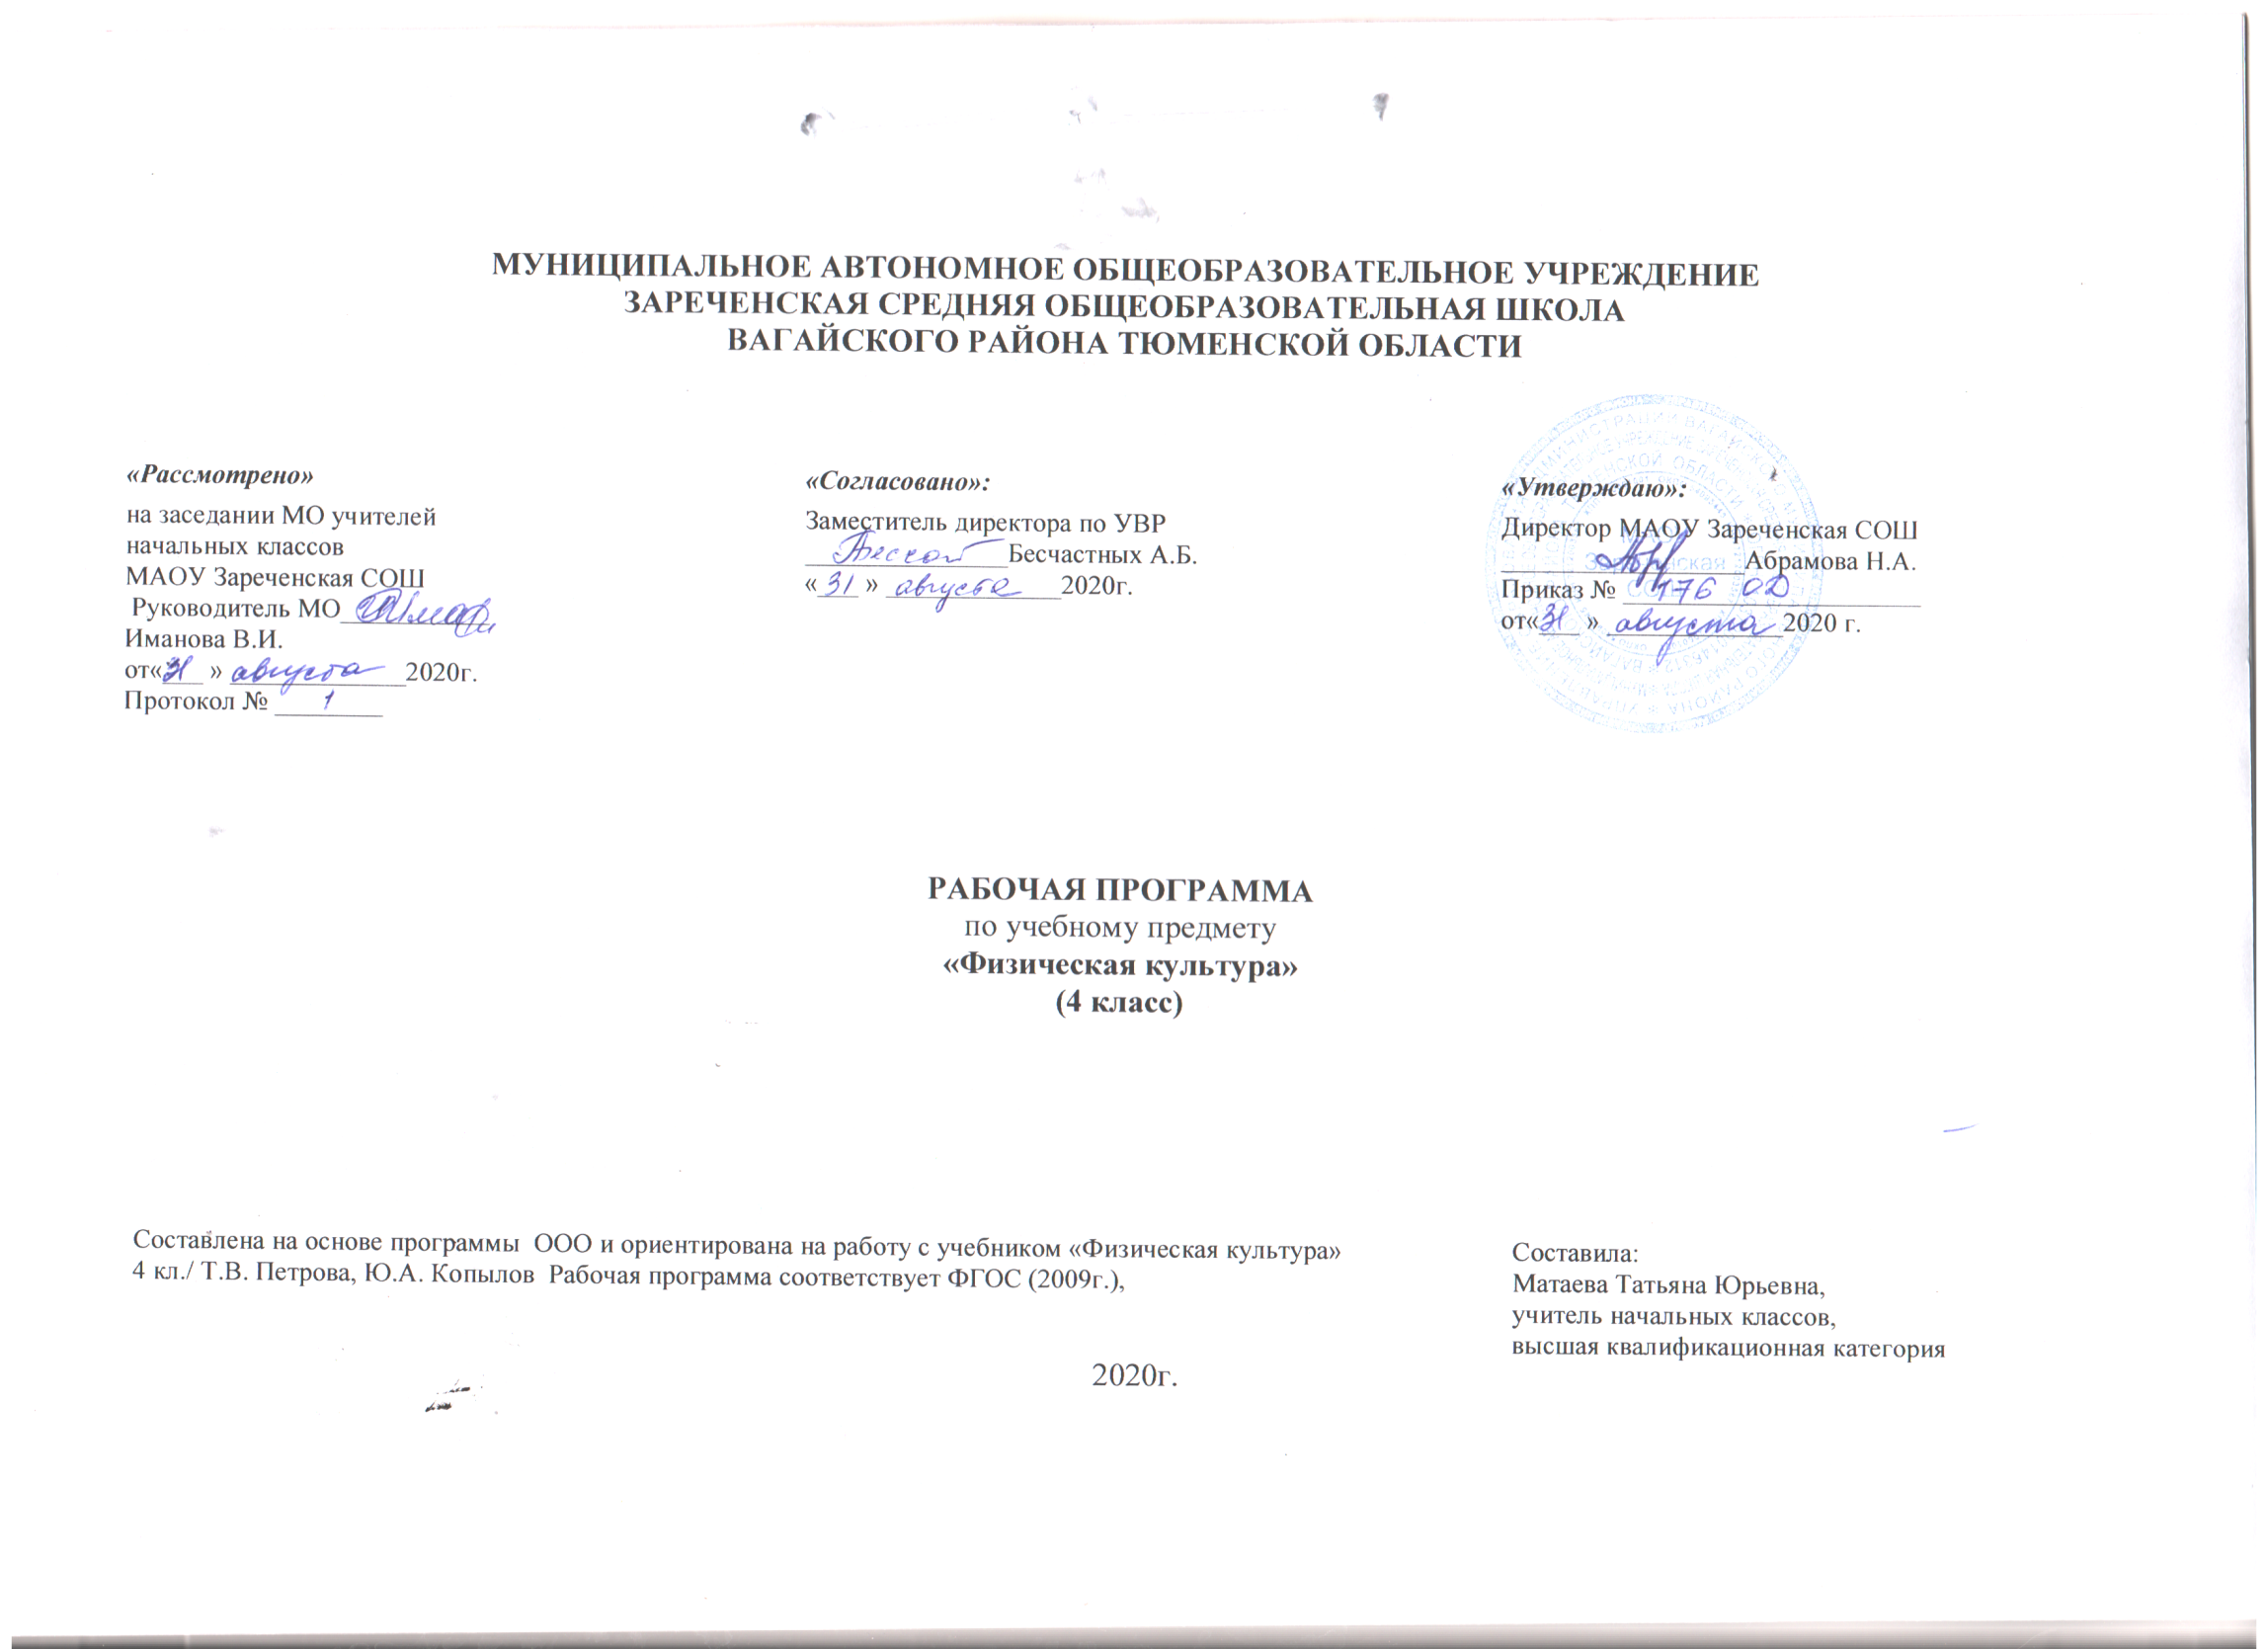 МУНИЦИПАЛЬНОЕ АВТОНОМНОЕ ОБЩЕОБРАЗОВАТЕЛЬНОЕ УЧРЕЖДЕНИЕ
ЗАРЕЧЕНСКАЯ СРЕДНЯЯ ОБЩЕОБРАЗОВАТЕЛЬНАЯ ШКОЛА
ВАГАЙСКОГО РАЙОНА ТЮМЕНСКОЙ ОБЛАСТИ
«Рассмотрено»
на заседании МО учителей
начальных классов
МАОУ Зареченская СОШ
Руководитель МО___________
Иманова В.И.
от«31» августа 2020г.
Протокол № 1
«Согласовано»:
Заместитель директора по УВР
_______________Бесчастных А.Б.
«31» августа 2020г.
«Утверждаю»:
Директор МАОУ Зареченская СОШ
__________________Абрамова Н.А.
Приказ № 176 ОД
от«31» августа 2020 г.
РАБОЧАЯ ПРОГРАММА
по учебному предмету
«Физическая культура»
(4 класс)
Составлена на основе программы ООО и ориентирована на работу с учебником «Физическая культура»
4 кл./ Т.В. Петрова, Ю.А. Копылов Рабочая программа соответствует ФГОС (2009г.),
Составила:
Матаева Татьяна Юрьевна,
учитель начальных классов,
высшая квалификационная категория
2020г.